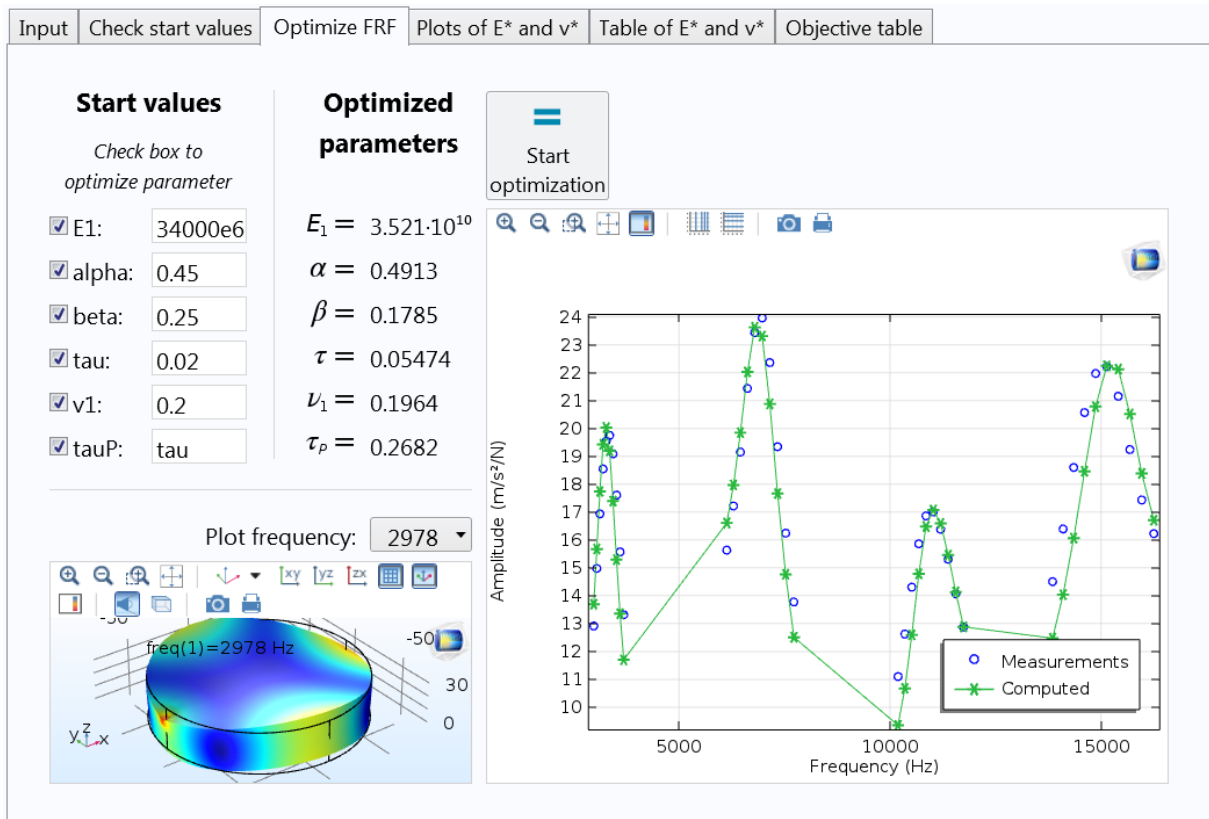 Input Check start values Optimize FRF Plots of E* and v* Table of E* and v* Objective table
Start values
Check box to
optimize parameter
E1: 34000e6
alpha: 0.45
beta: 0.25
tau: 0.02
v1: 0.2
tauP: tau
Optimized
parameters
E₁ = 3.521·10¹⁰
α = 0.4913
β = 0.1785
τ = 0.05474
ν₁ = 0.1964
τₚ = 0.2682
=
Start
optimization
Plot frequency: 2978
xy yz zx
-50 -50
freq(1)=2978 Hz
30
0
y z x
24
23
22
21
20
19
18
17
16
15
14
13
12
11
10
Amplitude (m/s²/N)
5000 10000 15000
Frequency (Hz)
Measurements
Computed